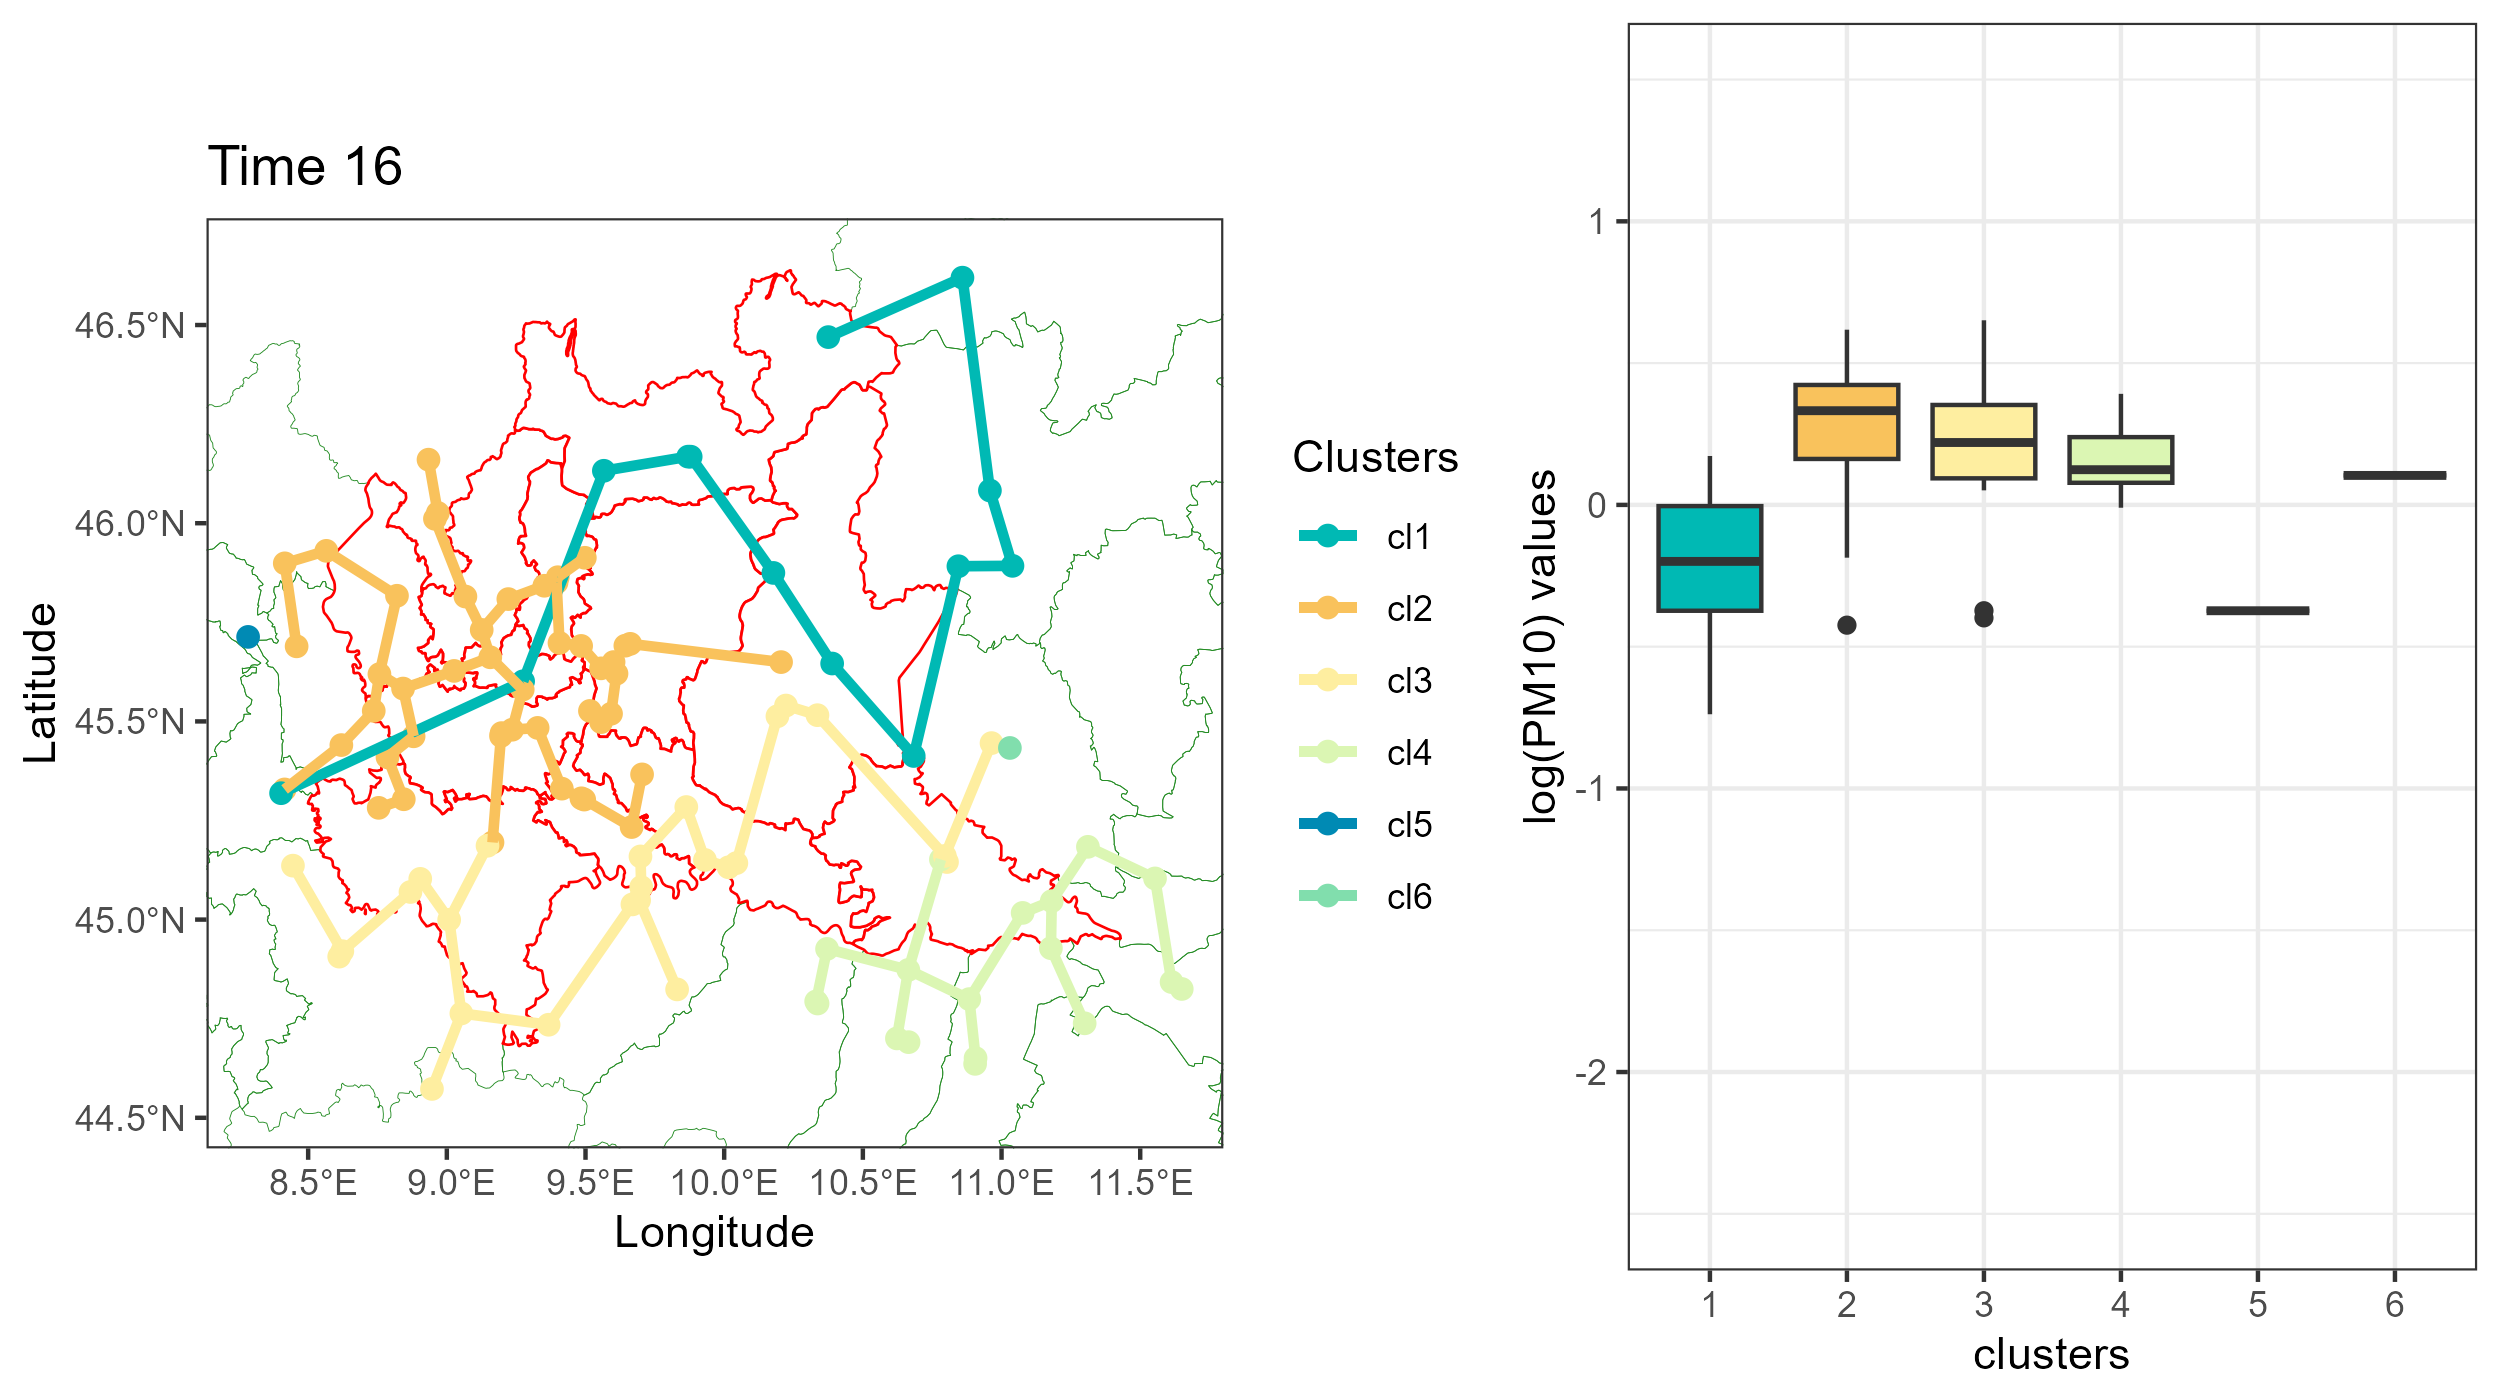 Time 16
46.5°N
46.0°N
45.5°N
45.0°N
44.5°N
Latitude
8.5°E 9.0°E 9.5°E 10.0°E 10.5°E 11.0°E 11.5°E
Longitude
Clusters
cl1
cl2
cl3
cl4
cl5
cl6
log(PM10) values
1
0
-1
-2
1 2 3 4 5 6
clusters